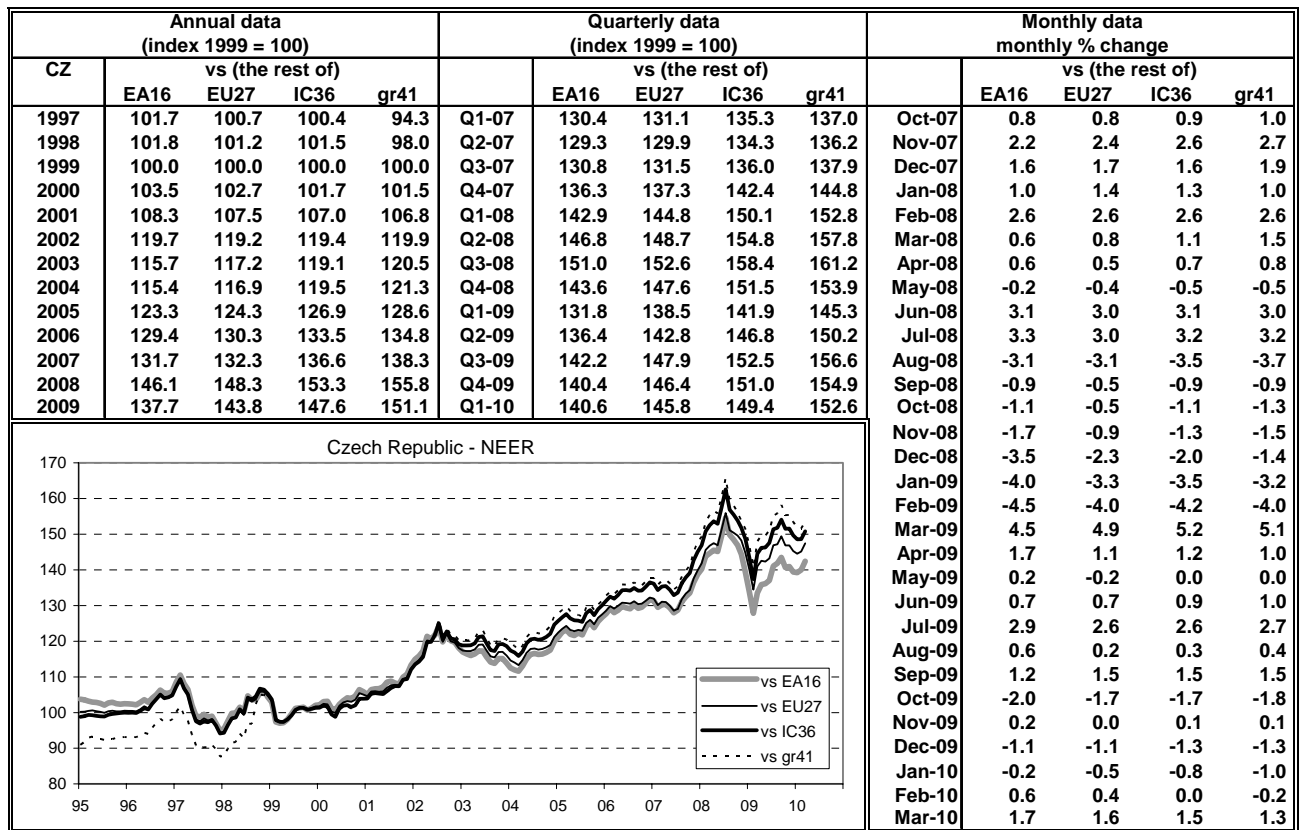 Annual data
(index 1999 = 100)
CZ vs (the rest of)
EA16 EU27 IC36 gr41
1997 101.7 100.7 100.4 94.3
1998 101.8 101.2 101.5 98.0
1999 100.0 100.0 100.0 100.0
2000 103.5 102.7 101.7 101.5
2001 108.3 107.5 107.0 106.8
2002 119.7 119.2 119.4 119.9
2003 115.7 117.2 119.1 120.5
2004 115.4 116.9 119.5 121.3
2005 123.3 124.3 126.9 128.6
2006 129.4 130.3 133.5 134.8
2007 131.7 132.3 136.6 138.3
2008 146.1 148.3 153.3 155.8
2009 137.7 143.8 147.6 151.1
Quarterly data
(index 1999 = 100)
vs (the rest of)
EA16 EU27 IC36 gr41
Q1-07 130.4 131.1 135.3 137.0
Q2-07 129.3 129.9 134.3 136.2
Q3-07 130.8 131.5 136.0 137.9
Q4-07 136.3 137.3 142.4 144.8
Q1-08 142.9 144.8 150.1 152.8
Q2-08 146.8 148.7 154.8 157.8
Q3-08 151.0 152.6 158.4 161.2
Q4-08 143.6 147.6 151.5 153.9
Q1-09 131.8 138.5 141.9 145.3
Q2-09 136.4 142.8 146.8 150.2
Q3-09 142.2 147.9 152.5 156.6
Q4-09 140.4 146.4 151.0 154.9
Q1-10 140.6 145.8 149.4 152.6
Monthly data
monthly % change
vs (the rest of)
EA16 EU27 IC36 gr41
Oct-07 0.8 0.8 0.9 1.0
Nov-07 2.2 2.4 2.6 2.7
Dec-07 1.6 1.7 1.6 1.9
Jan-08 1.0 1.4 1.3 1.0
Feb-08 2.6 2.6 2.6 2.6
Mar-08 0.6 0.8 1.1 1.5
Apr-08 0.6 0.5 0.7 0.8
May-08 -0.2 -0.4 -0.5 -0.5
Jun-08 3.1 3.0 3.1 3.0
Jul-08 3.3 3.0 3.2 3.2
Aug-08 -3.1 -3.1 -3.5 -3.7
Sep-08 -0.9 -0.5 -0.9 -0.9
Oct-08 -1.1 -0.5 -1.1 -1.3
Nov-08 -1.7 -0.9 -1.3 -1.5
Dec-08 -3.5 -2.3 -2.0 -1.4
Jan-09 -4.0 -3.3 -3.5 -3.2
Feb-09 -4.5 -4.0 -4.2 -4.0
Mar-09 4.5 4.9 5.2 5.1
Apr-09 1.7 1.1 1.2 1.0
May-09 0.2 -0.2 0.0 0.0
Jun-09 0.7 0.7 0.9 1.0
Jul-09 2.9 2.6 2.6 2.7
Aug-09 0.6 0.2 0.3 0.4
Sep-09 1.2 1.5 1.5 1.5
Oct-09 -2.0 -1.7 -1.7 -1.8
Nov-09 0.2 0.0 0.1 0.1
Dec-09 -1.1 -1.1 -1.3 -1.3
Jan-10 -0.2 -0.5 -0.8 -1.0
Feb-10 0.6 0.4 0.0 -0.2
Mar-10 1.7 1.6 1.5 1.3
Czech Republic - NEER
170
160
150
140
130
120
110
100
90
80
95 96 97 98 99 00 01 02 03 04 05 06 07 08 09 10
vs EA16
vs EU27
vs IC36
vs gr41